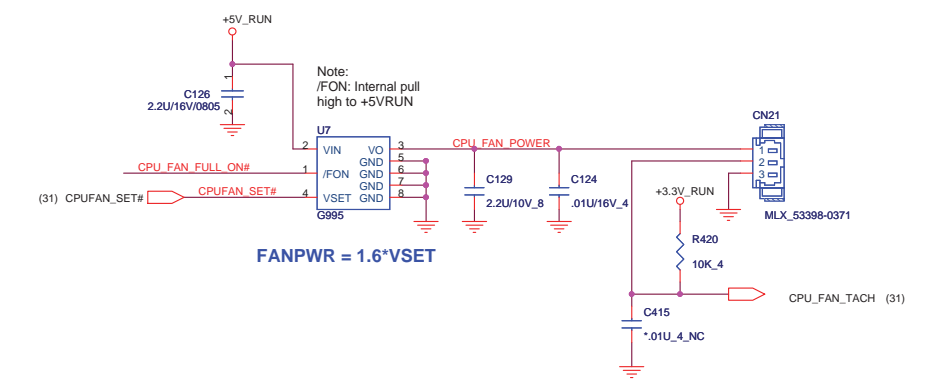 +5V_RUN
1
C126
2.2U/16V/0805
2
Note:
/FON: Internal pull
high to +5VRUN
U7
2 VIN VO 3
GND 5
CPU_FAN_FULL_ON# 1 /FON GND 6
GND 7
(31) CPUFAN_SET# CPUFAN_SET# 4 VSET GND 8
G995
CPU_FAN_POWER
C129
2.2U/10V_8
C124
.01U/16V_4
CN21
1
2
3
MLX_53398-0371
FANPWR = 1.6*VSET
+3.3V_RUN
R420
10K_4
CPU_FAN_TACH (31)
C415
*.01U_4_NC